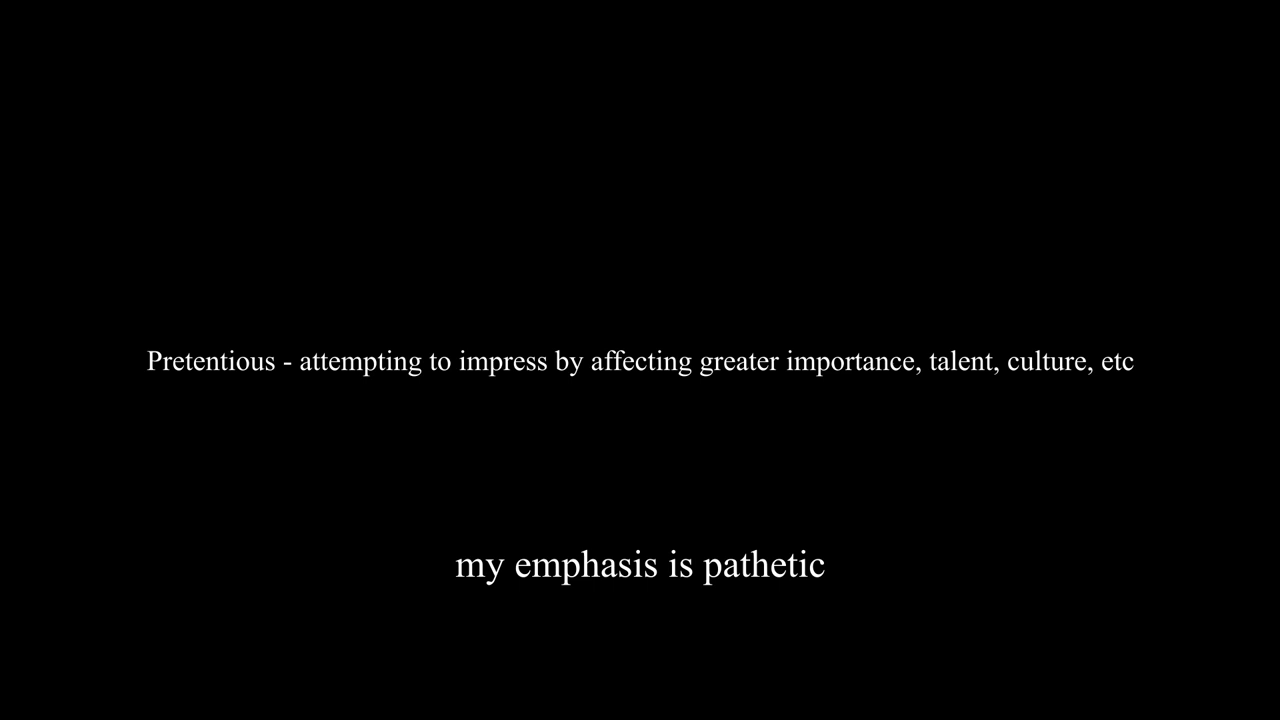 Pretentious - attempting to impress by affecting greater importance, talent, culture, etc
my emphasis is pathetic